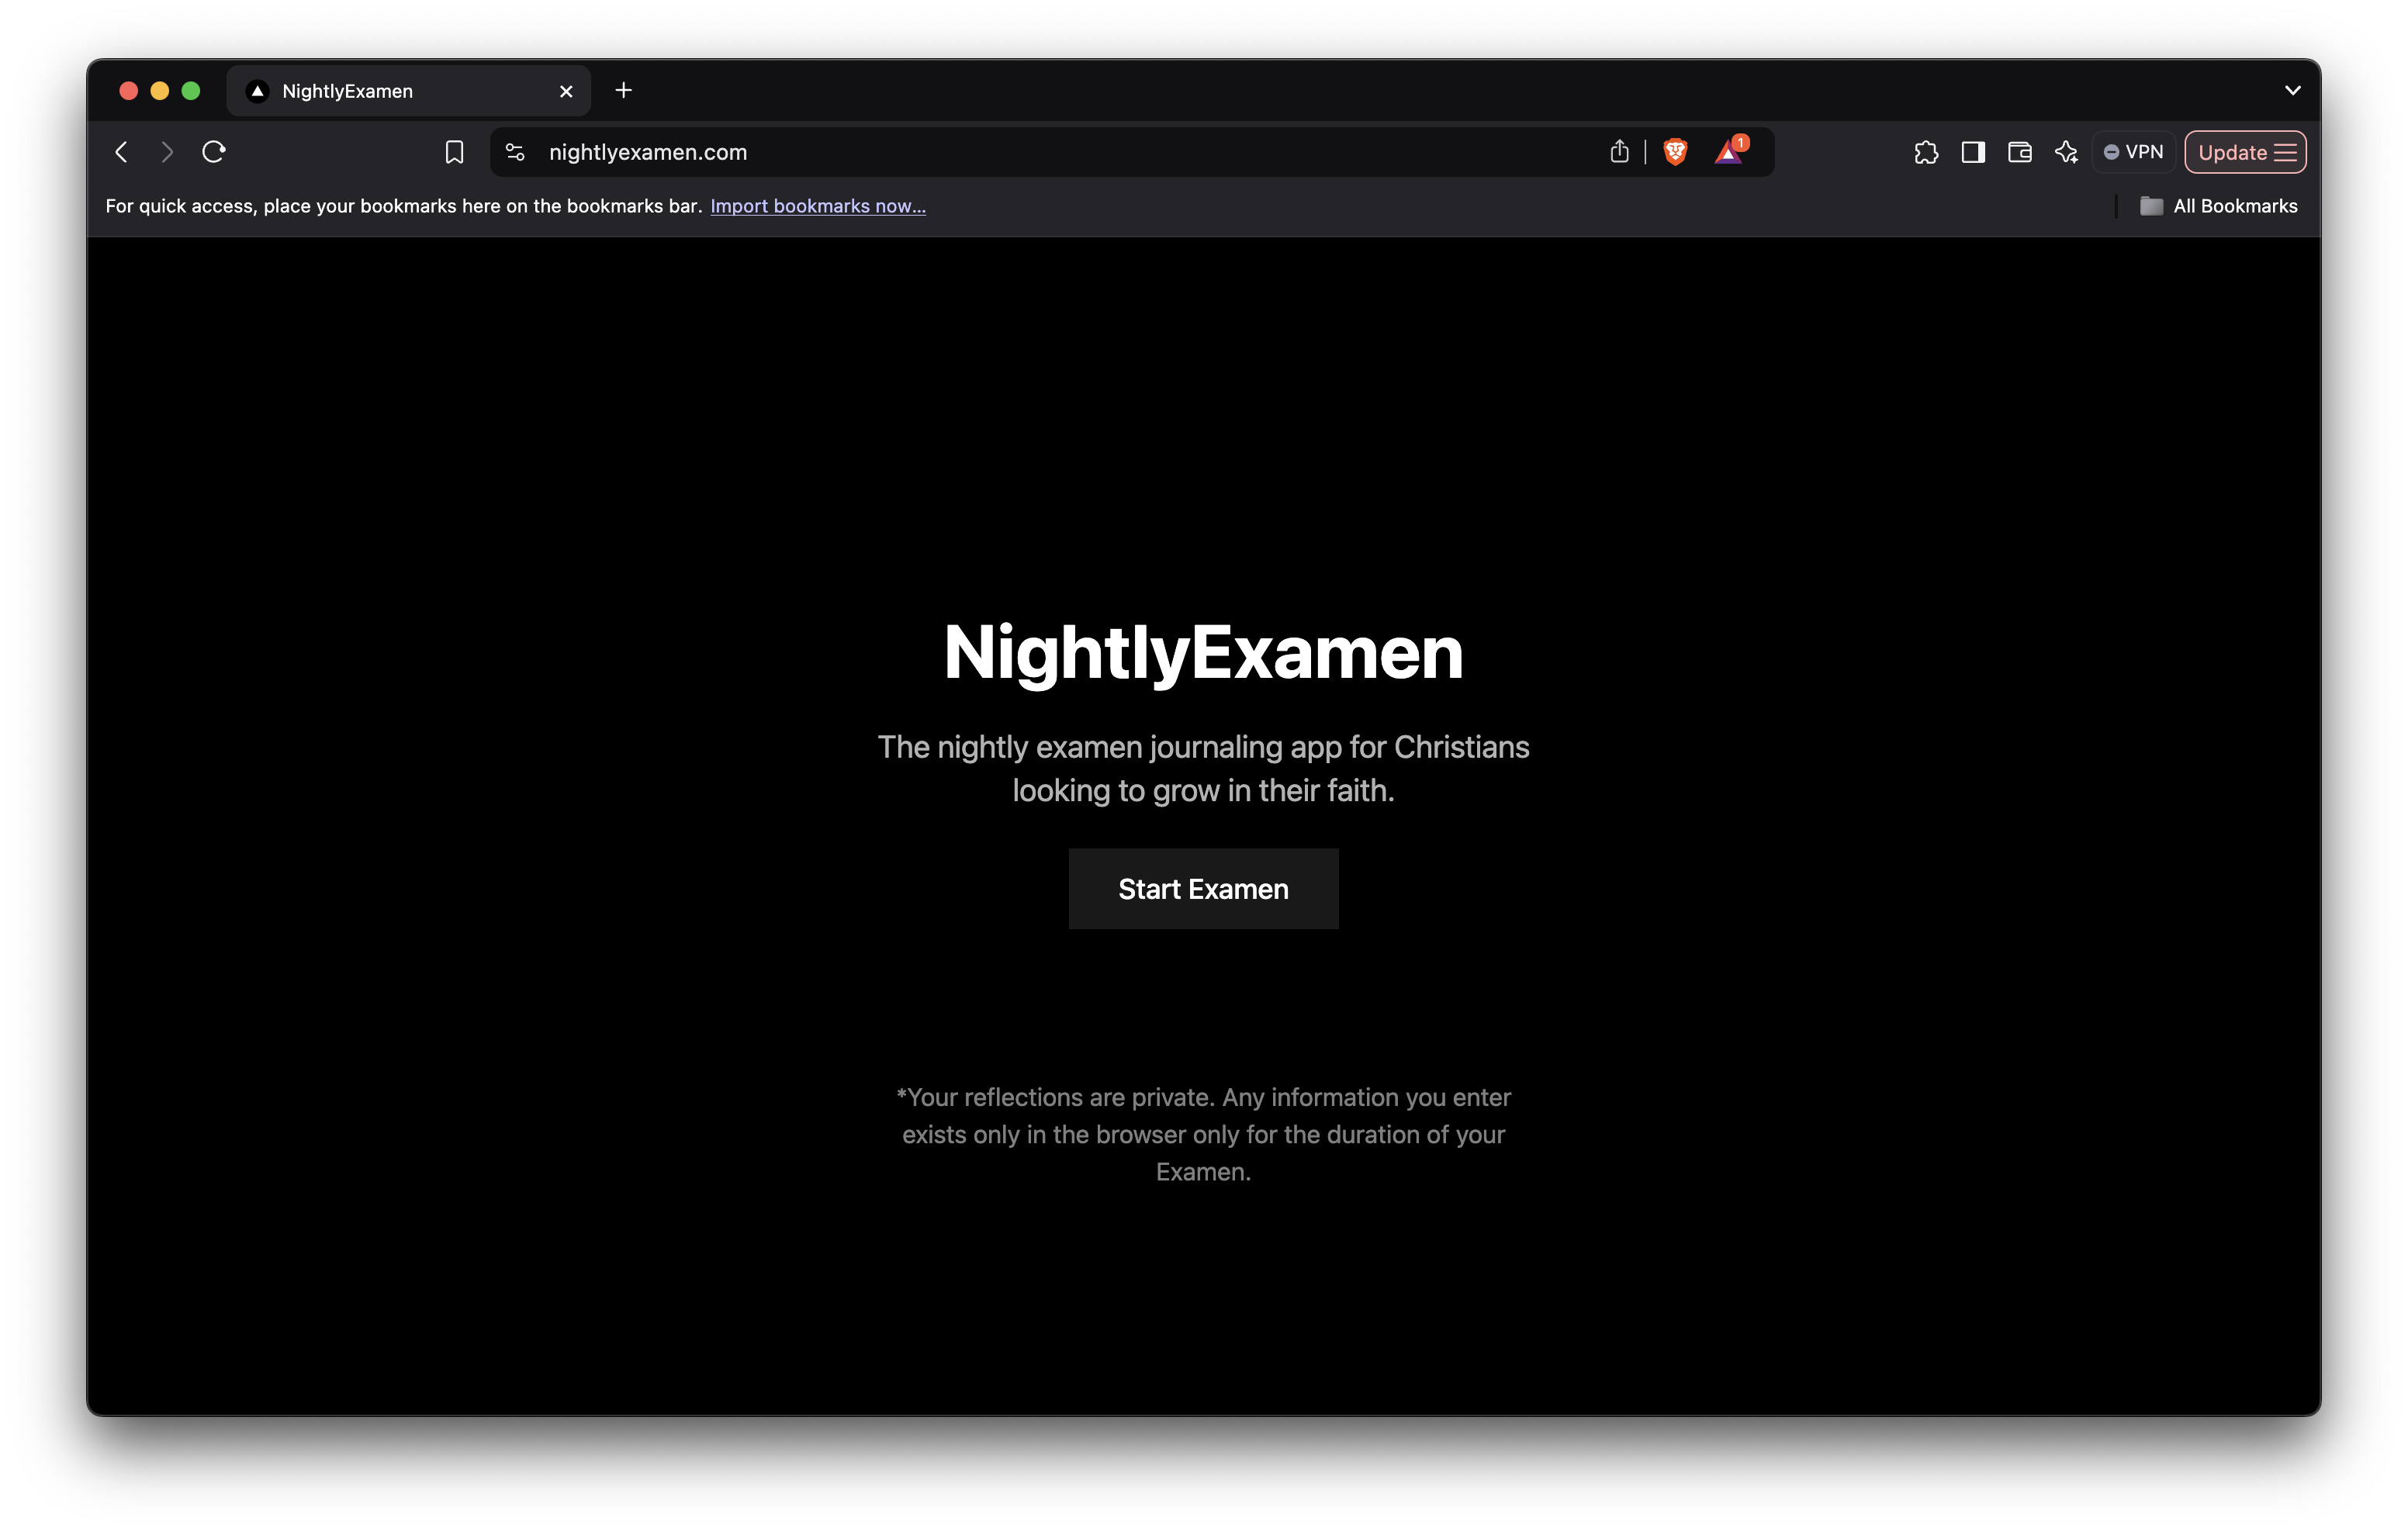 NightlyExamen
nightlyexamen.com
1
VPN
Update
For quick access, place your bookmarks here on the bookmarks bar. Import bookmarks now...
All Bookmarks
NightlyExamen
The nightly examen journaling app for Christians
looking to grow in their faith.
Start Examen
*Your reflections are private. Any information you enter
exists only in the browser only for the duration of your
Examen.